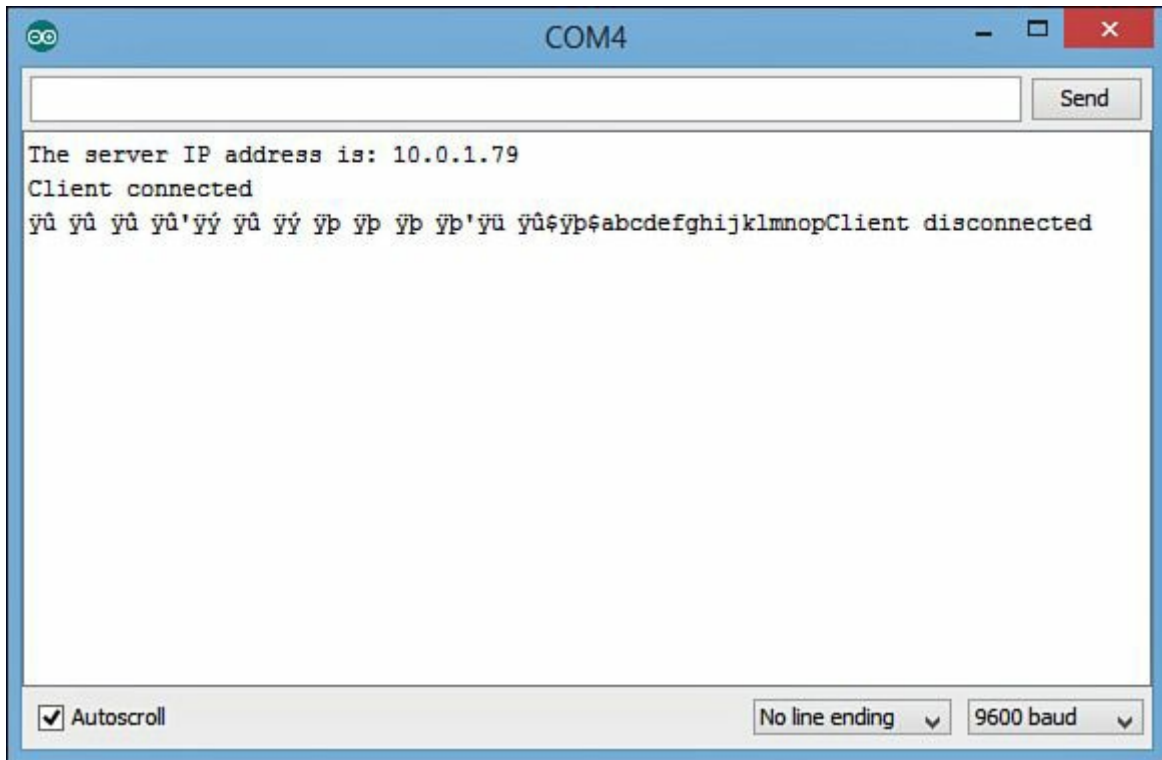 COM4
Send
The server IP address is: 10.0.1.79
Client connected
ÿû ÿû ÿû ÿû'ÿý ÿû ÿý ÿþ ÿþ ÿþ ÿþ'ÿü ÿû$ÿþ$abcdefghijklmnopClient disconnected
Autoscroll
No line ending
9600 baud